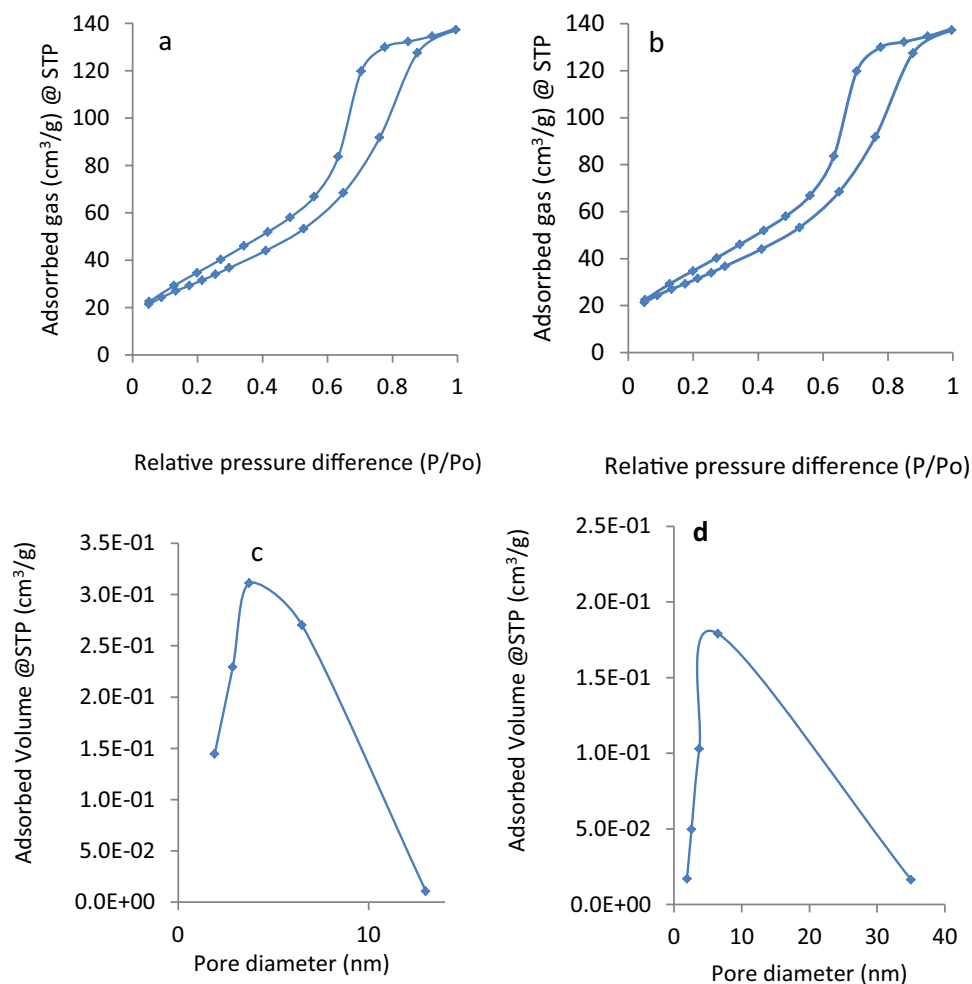 a
Adsorbed gas (cm³/g) @ STP
140
120
100
80
60
40
20
0
0 0.2 0.4 0.6 0.8 1
Relative pressure difference (P/Po)
b
Adsorrbed gas (cm³/g) @ STP
140
120
100
80
60
40
20
0
0 0.2 0.4 0.6 0.8 1
Relative pressure difference (P/Po)
c
Adsorbed Volume @STP (cm³/g)
3.5E-01
3.0E-01
2.5E-01
2.0E-01
1.5E-01
1.0E-01
5.0E-02
0.0E+00
0 10
Pore diameter (nm)
d
Adsorbed Volume @STP (cm³/g)
2.5E-01
2.0E-01
1.5E-01
1.0E-01
5.0E-02
0.0E+00
0 10 20 30 40
Pore diameter (nm)